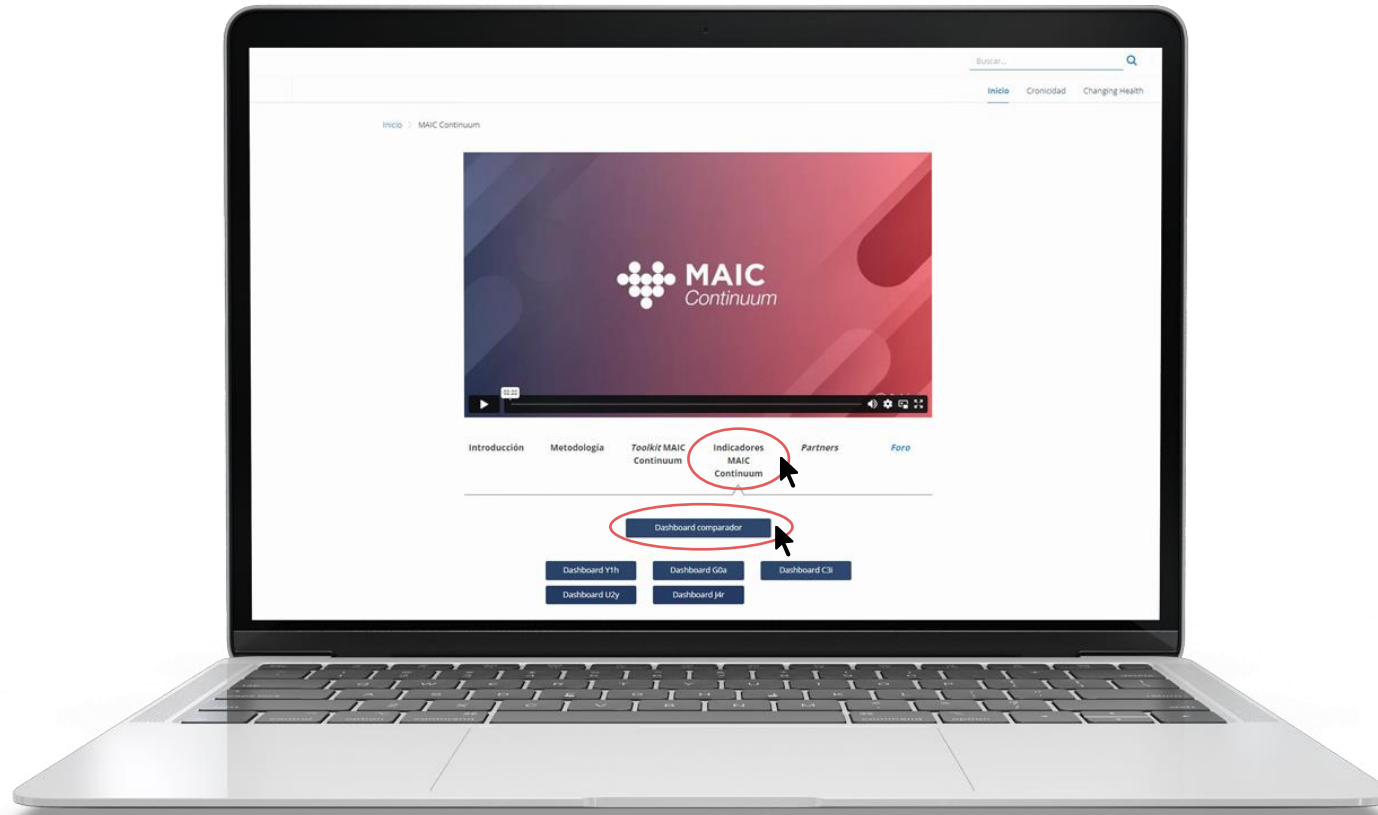 Buscar...
Inicio Cronicidad Changing Health
Inicio > MAIC Continuum
MAIC
Continuum
Introducción Metodología Toolkit MAIC Indicadores Partners Foro
Continuum MAIC
Continuum
Dashboard comparador
Dashboard Y1h Dashboard G0a Dashboard C3i
Dashboard U2y Dashboard J4r